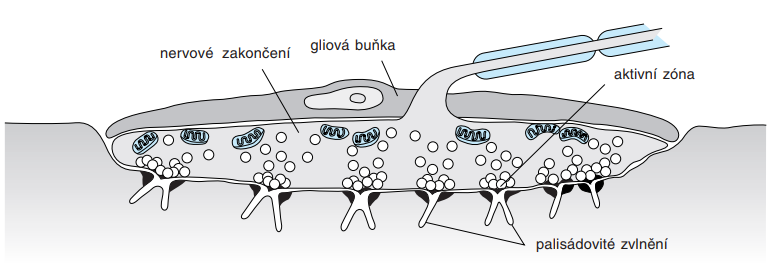 gliová buňka
nervové zakončení
aktivní zóna
palisádovité zvlnění